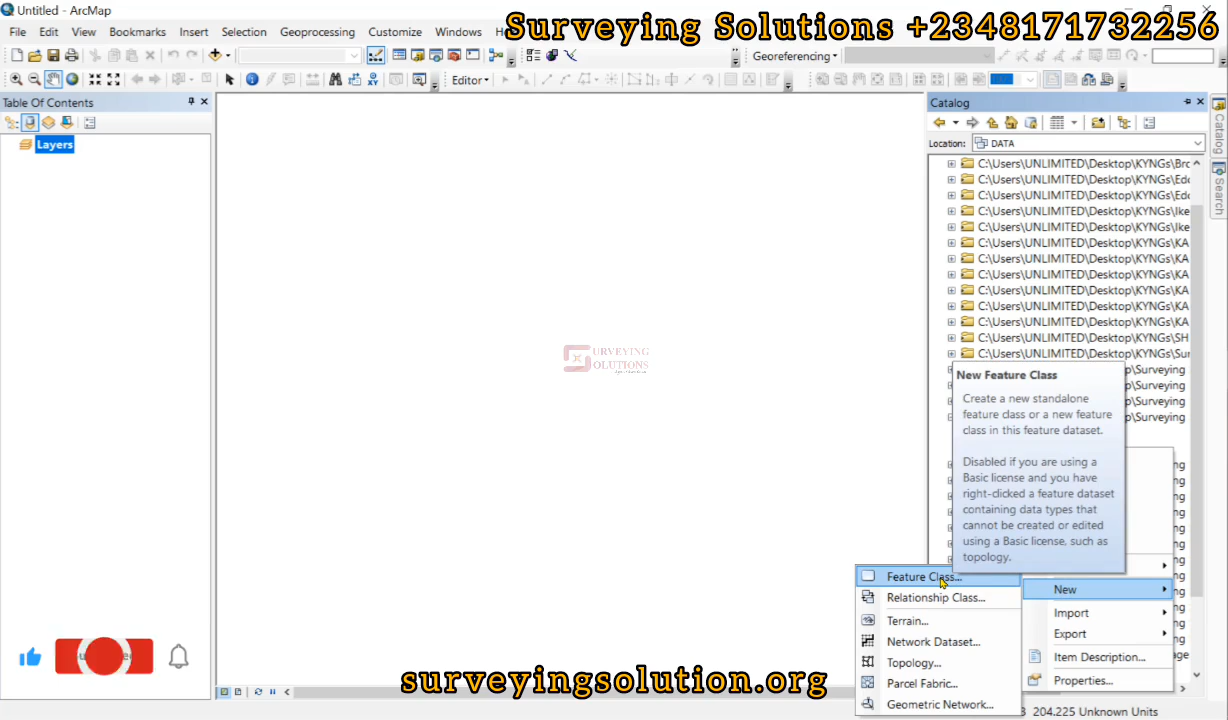 Untitled - ArcMap
Surveying Solutions +2348171732256
File Edit View Bookmarks Insert Selection Geoprocessing Customize Windows
Georeferencing
Editor
Table Of Contents
Layers
Catalog
Location: DATA
C:\Users\UNLIMITED\Desktop\KYNGs\Bro
C:\Users\UNLIMITED\Desktop\KYNGs\Edo
C:\Users\UNLIMITED\Desktop\KYNGs\Edo
C:\Users\UNLIMITED\Desktop\KYNGs\Ike
C:\Users\UNLIMITED\Desktop\KYNGs\Ike
C:\Users\UNLIMITED\Desktop\KYNGs\KA
C:\Users\UNLIMITED\Desktop\KYNGs\KA
C:\Users\UNLIMITED\Desktop\KYNGs\KA
C:\Users\UNLIMITED\Desktop\KYNGs\KA
C:\Users\UNLIMITED\Desktop\KYNGs\KA
C:\Users\UNLIMITED\Desktop\KYNGs\KA
C:\Users\UNLIMITED\Desktop\KYNGs\SH
C:\Users\UNLIMITED\Desktop\KYNGs\Sur
p\Surveying
p\Surveying
p\Surveying
p\Surveying
Catalog
Search
SURVEYING
SOLUTIONS
New Feature Class
Create a new standalone
feature class or a new feature
class in this feature dataset.
Disabled if you are using a
Basic license and you have
right-clicked a feature dataset
containing data types that
cannot be created or edited
using a Basic license, such as
topology.
Feature Class...
Relationship Class...
Terrain...
Network Dataset...
Topology...
Parcel Fabric...
Geometric Network...
New
Import
Export
Item Description...
Properties...
surveyingsolution.org
204.225 Unknown Units